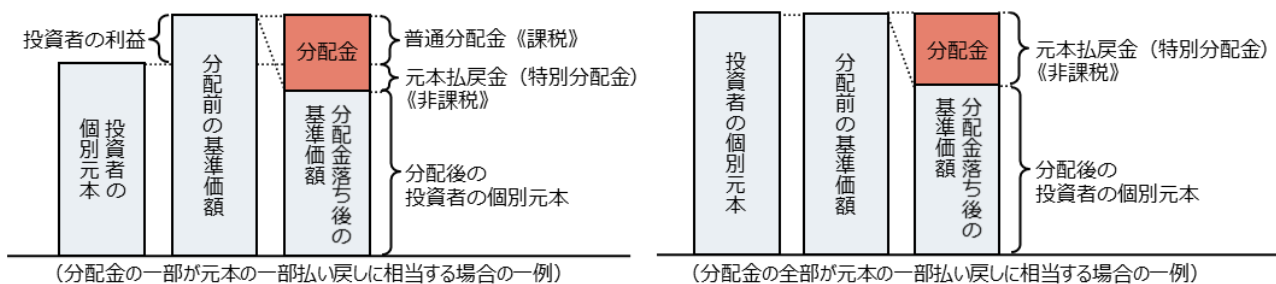 投資者の利益
投資者の
個別元本
分配前の基準価額
分配金
分配金落ち後の
基準価額
普通分配金《課税》
元本払戻金（特別分配金）
《非課税》
分配後の
投資者の個別元本
（分配金の一部が元本の一部払い戻しに相当する場合の一例）
投資者の個別元本
分配前の基準価額
分配金
分配金落ち後の
基準価額
元本払戻金（特別分配金）
《非課税》
分配後の
投資者の個別元本
（分配金の全部が元本の一部払い戻しに相当する場合の一例）